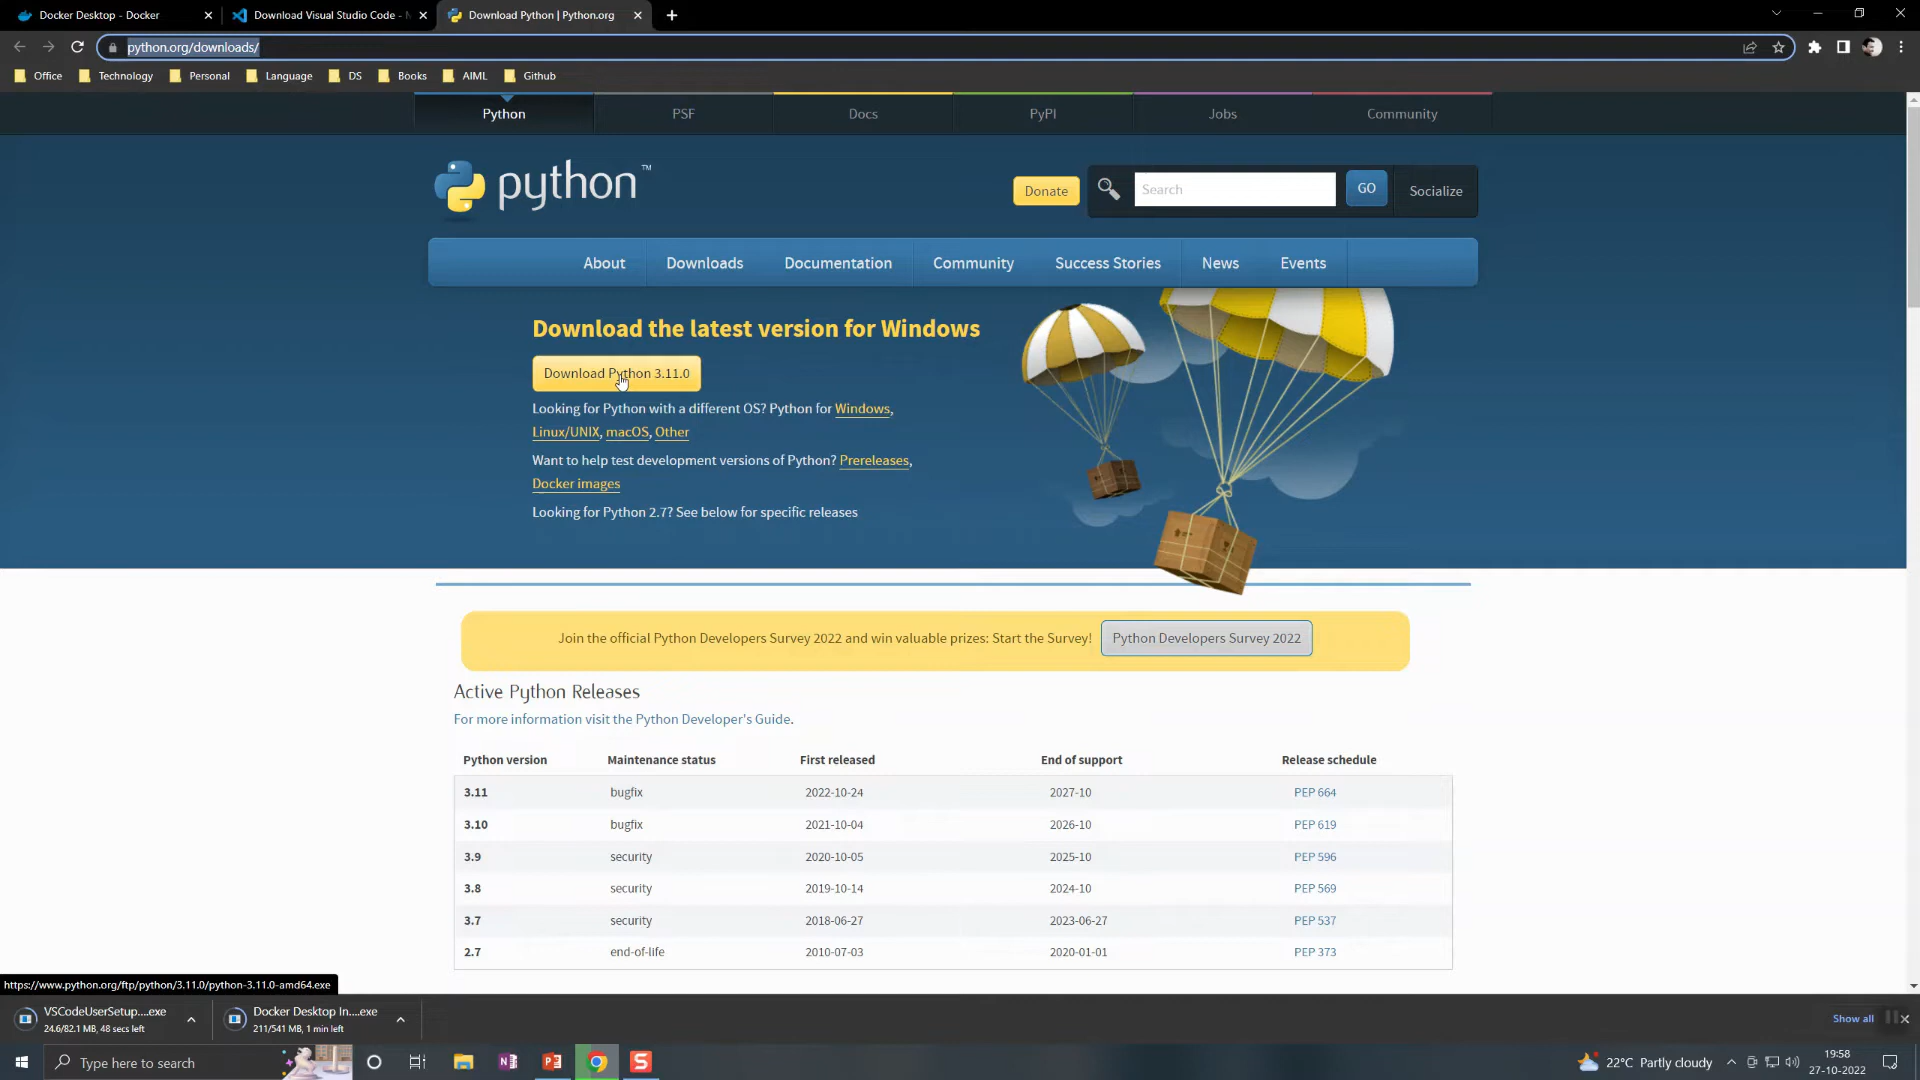 Docker Desktop - Docker
Download Visual Studio Code - 
Download Python | Python.org
python.org/downloads/
Office
Technology
Personal
Language
DS
Books
AIML
Github
Python
PSF
Docs
PyPI
Jobs
Community
python™
Donate
Search
GO
Socialize
About
Downloads
Documentation
Community
Success Stories
News
Events
Download the latest version for Windows
Download Python 3.11.0
Looking for Python with a different OS? Python for Windows,
Linux/UNIX, macOS, Other
Want to help test development versions of Python? Prereleases,
Docker images
Looking for Python 2.7? See below for specific releases
Join the official Python Developers Survey 2022 and win valuable prizes: Start the Survey! Python Developers Survey 2022
Active Python Releases
For more information visit the Python Developer's Guide.
Python version Maintenance status First released End of support Release schedule
3.11 bugfix 2022-10-24 2027-10 PEP 664
3.10 bugfix 2021-10-04 2026-10 PEP 619
3.9 security 2020-10-05 2025-10 PEP 596
3.8 security 2019-10-14 2024-10 PEP 569
3.7 security 2018-06-27 2023-06-27 PEP 537
2.7 end-of-life 2010-07-03 2020-01-01 PEP 373
https://www.python.org/ftp/python/3.11.0/python-3.11.0-amd64.exe
VSCodeUserSetup....exe
24.6/82.1 MB, 48 secs left
Docker Desktop In....exe
211/541 MB, 1 min left
Show all
Type here to search
22°C Partly cloudy
19:58
27-10-2022